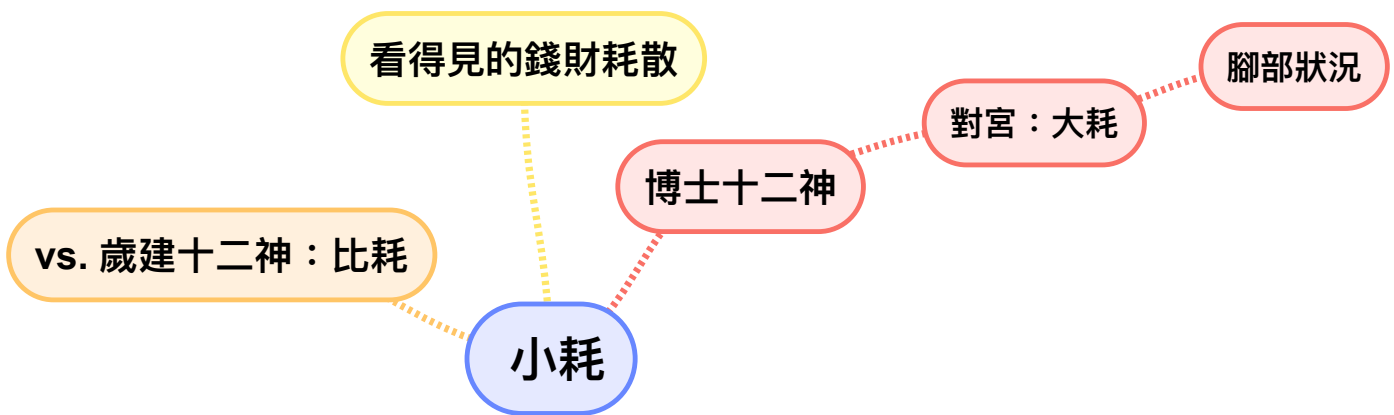 看得見的錢財耗散
腳部狀況
對宮：大耗
博士十二神
vs. 歲建十二神：比耗
小耗